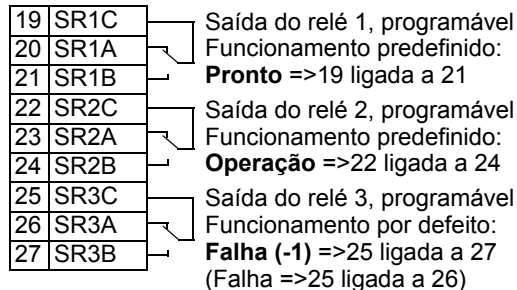 19 SR1C Saída do relé 1, programável
20 SR1A Funcionamento predefinido:
21 SR1B Pronto =>19 ligada a 21
22 SR2C Saída do relé 2, programável
23 SR2A Funcionamento predefinido:
24 SR2B Operação =>22 ligada a 24
25 SR3C Saída do relé 3, programável
26 SR3A Funcionamento por defeito:
27 SR3B Falha (-1) =>25 ligada a 27
(Falha =>25 ligada a 26)